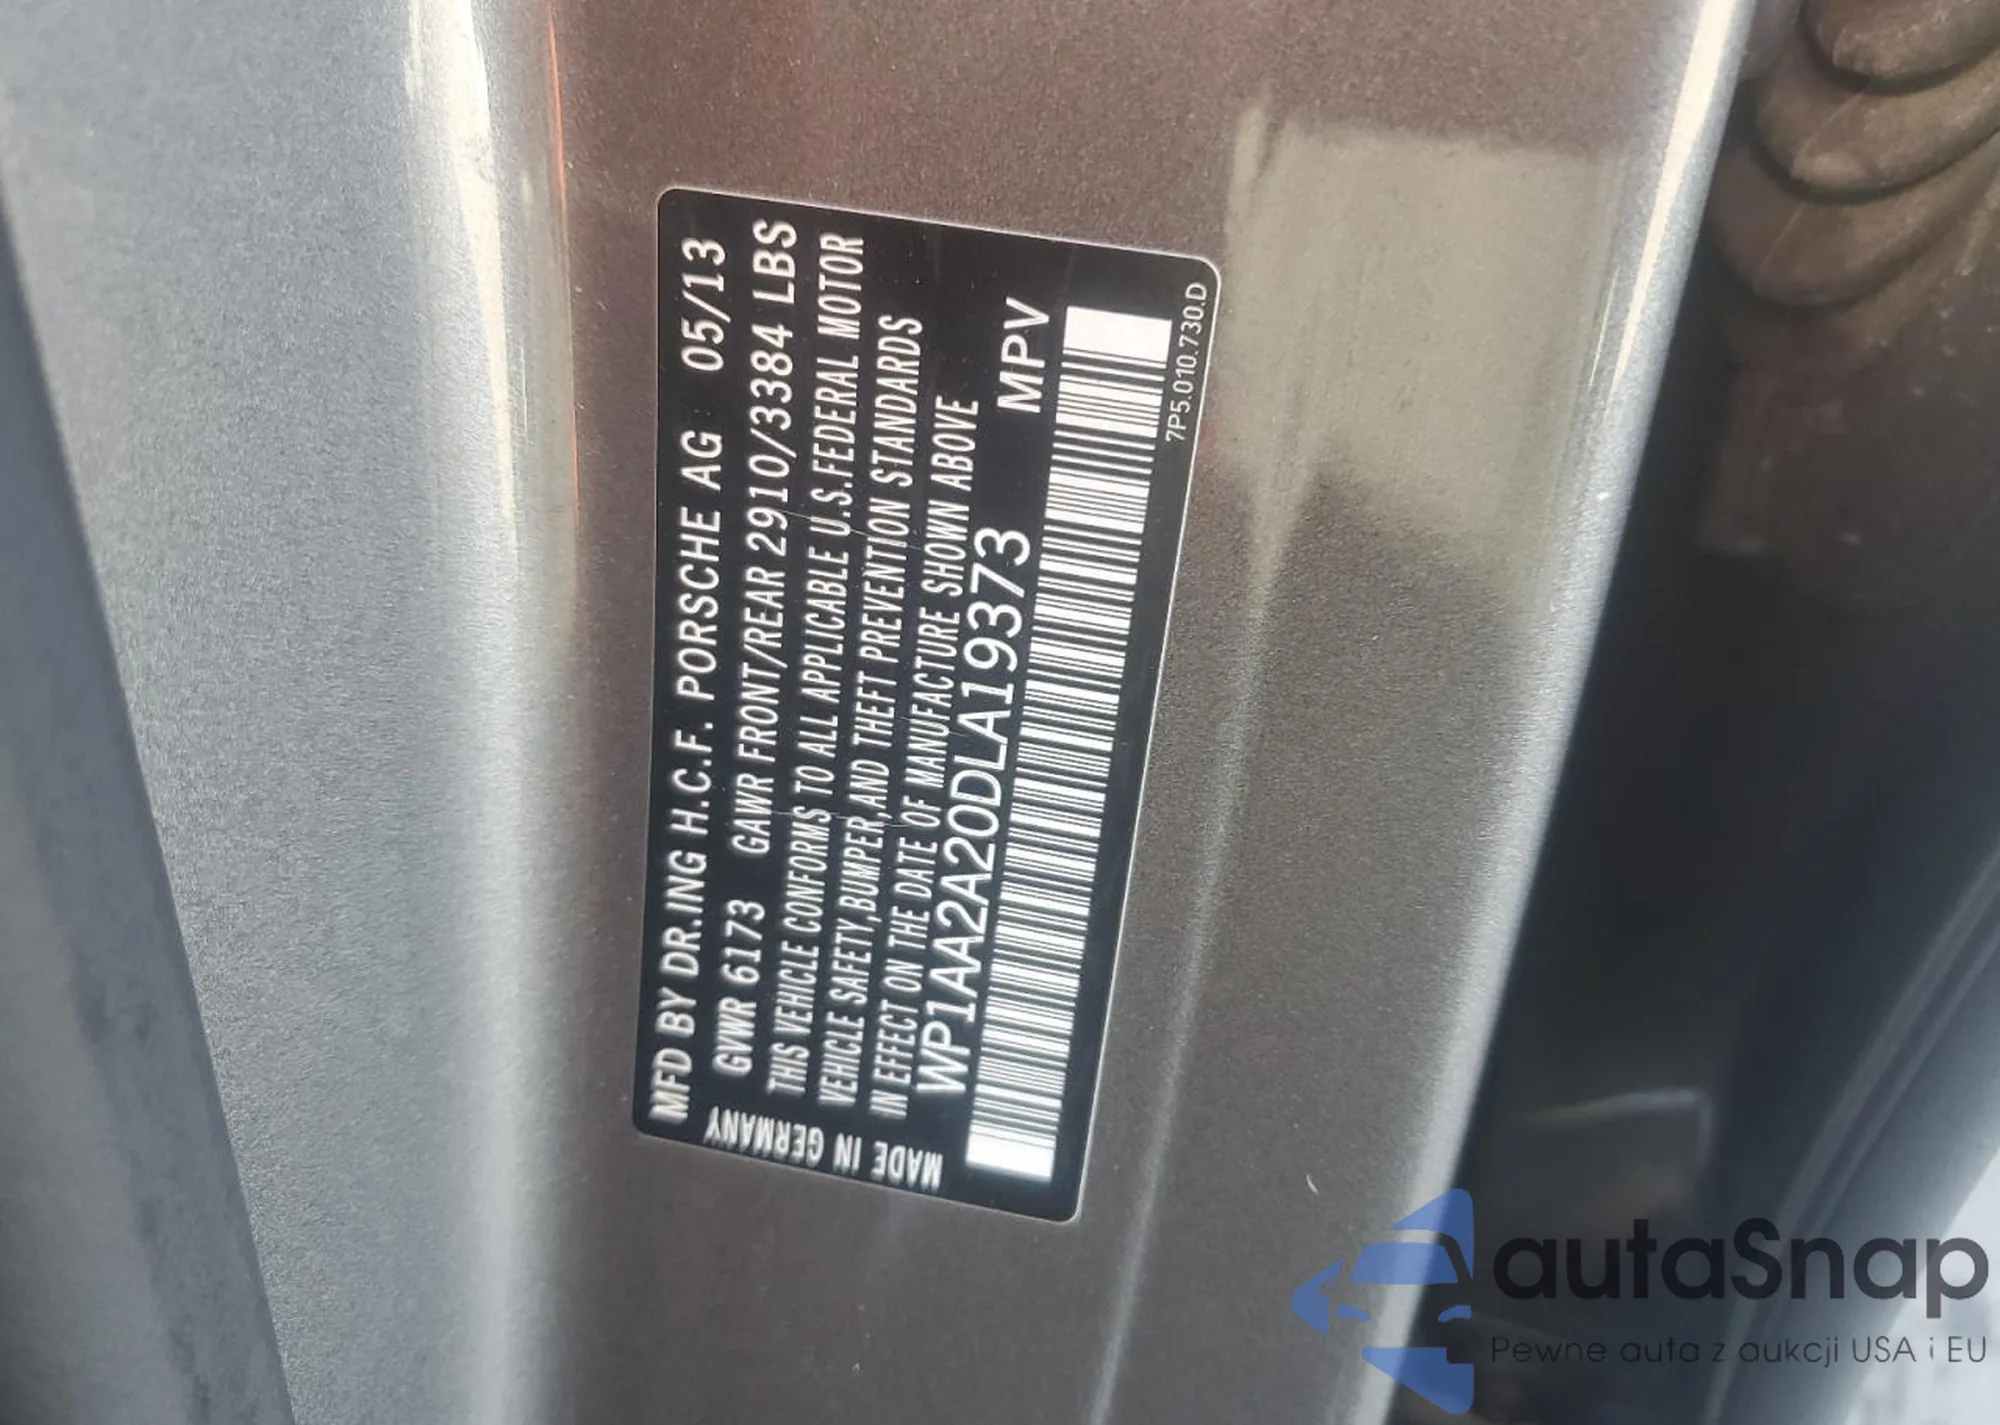 MFD BY DR.ING H.C.F. PORSCHE AG 05/13
GVWR 6173 GAWR FRONT/REAR 2910/3384 LBS
THIS VEHICLE CONFORMS TO ALL APPLICABLE U.S.FEDERAL MOTOR
VEHICLE SAFETY,BUMPER,AND THEFT PREVENTION STANDARDS
IN EFFECT ON THE DATE OF MANUFACTURE SHOWN ABOVE
WP1AA2A20DLA19373 MPV
7P5.010.730.D
MADE IN GERMANY
autaSnap
Pewne auta z aukcji USA i EU